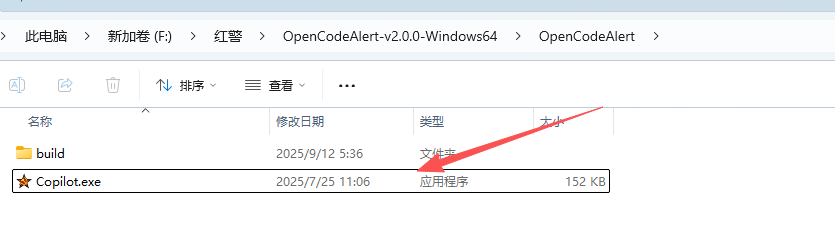 此电脑 > 新加卷 (F:) > 红警 > OpenCodeAlert-v2.0.0-Windows64 > OpenCodeAlert >
排序 查看 ...
名称 修改日期 类型 大小
build 2025/9/12 5:36 文件夹
Copilot.exe 2025/7/25 11:06 应用程序 152 KB